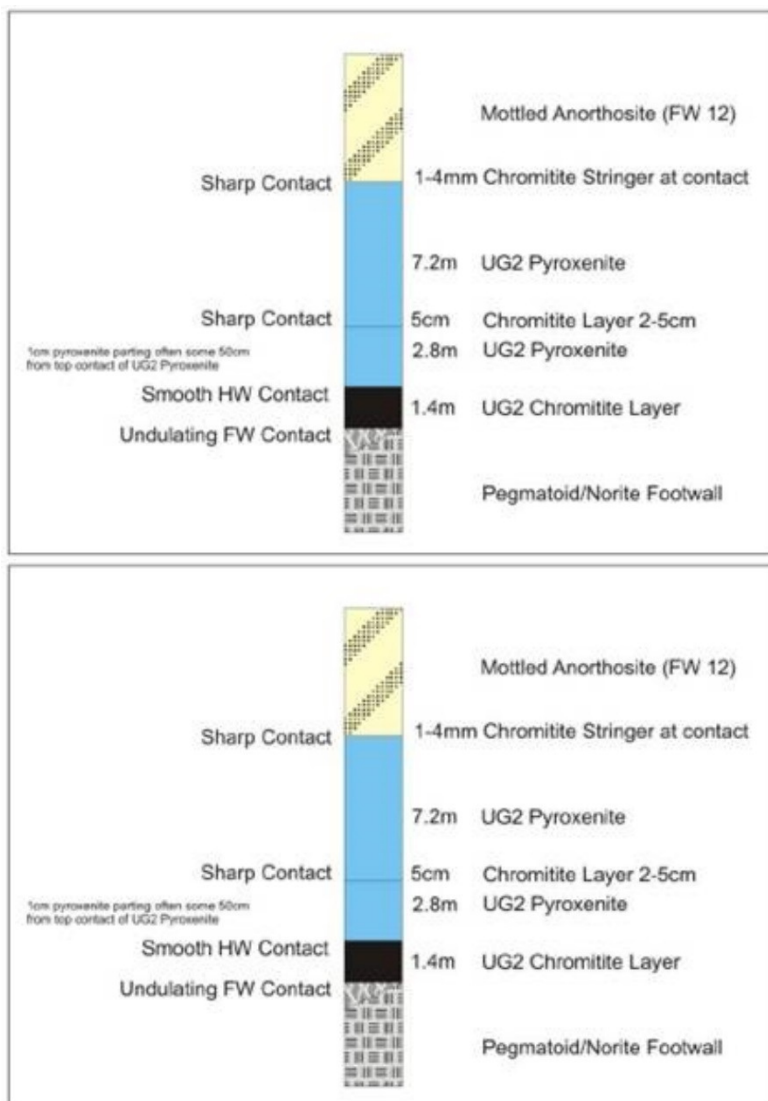 Mottled Anorthosite (FW 12)
Sharp Contact
1-4mm Chromitite Stringer at contact
7.2m UG2 Pyroxenite
Sharp Contact
5cm Chromitite Layer 2-5cm
1cm pyroxenite parting often some 50cm
from top contact of UG2 Pyroxenite
2.8m UG2 Pyroxenite
Smooth HW Contact
1.4m UG2 Chromitite Layer
Undulating FW Contact
Pegmatoid/Norite Footwall
Mottled Anorthosite (FW 12)
Sharp Contact
1-4mm Chromitite Stringer at contact
7.2m UG2 Pyroxenite
Sharp Contact
5cm Chromitite Layer 2-5cm
1cm pyroxenite parting often some 50cm
from top contact of UG2 Pyroxenite
2.8m UG2 Pyroxenite
Smooth HW Contact
1.4m UG2 Chromitite Layer
Undulating FW Contact
Pegmatoid/Norite Footwall